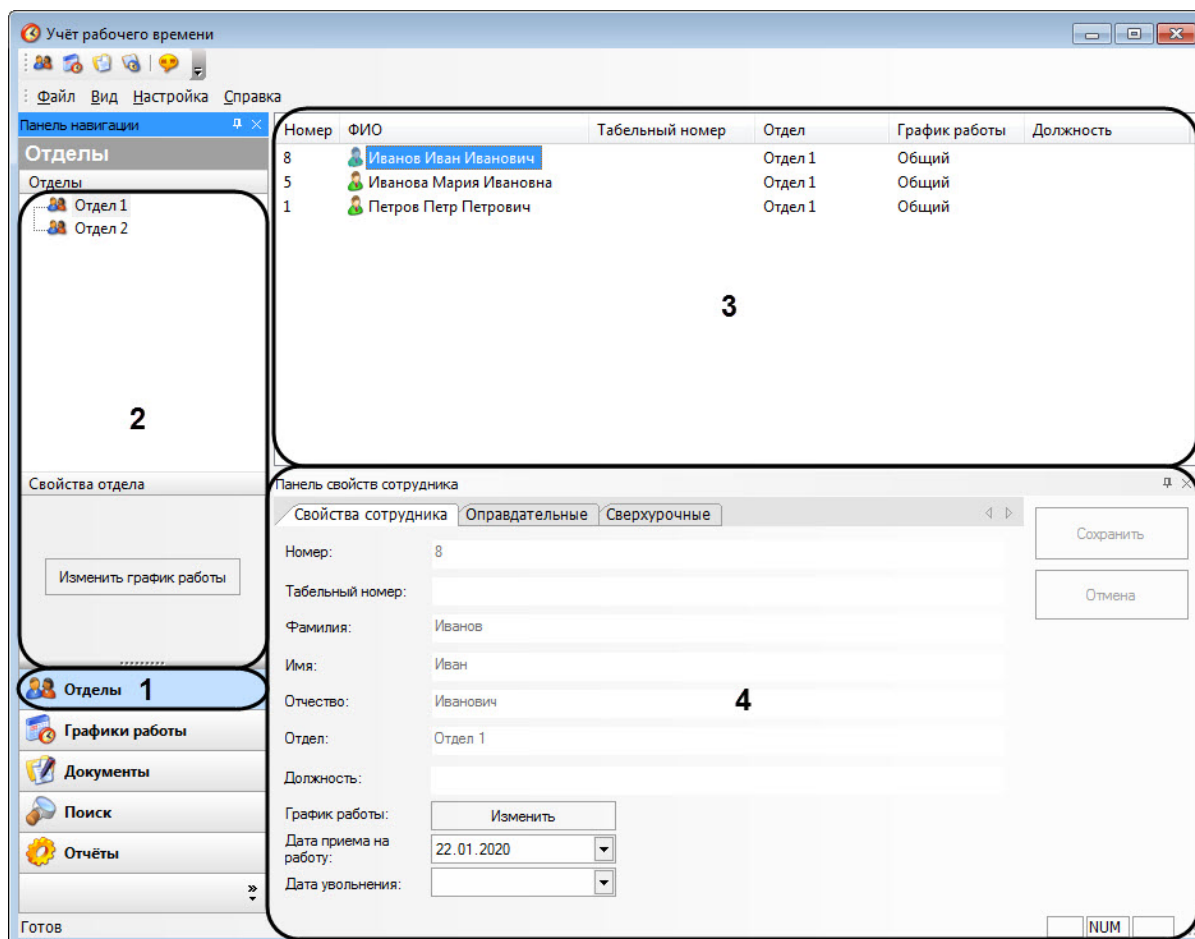 Учёт рабочего времени
Файл Вид Настройка Справка
Панель навигации
Отделы
Отделы
Отдел 1
Отдел 2
2
Свойства отдела
Изменить график работы
Отделы 1
Графики работы
Документы
Поиск
Отчёты
Номер ФИО Табельный номер Отдел График работы Должность
8 Иванов Иван Иванович Отдел 1 Общий
5 Иванова Мария Ивановна Отдел 1 Общий
1 Петров Петр Петрович Отдел 1 Общий
3
Панель свойств сотрудника
Свойства сотрудника Оправдательные Сверхурочные
Номер: 8
Табельный номер:
Фамилия: Иванов
Имя: Иван
Отчество: Иванович
4
Отдел: Отдел 1
Должность:
График работы: Изменить
Дата приема на
работу: 22.01.2020
Дата увольнения:
Сохранить
Отмена
Готов
NUM